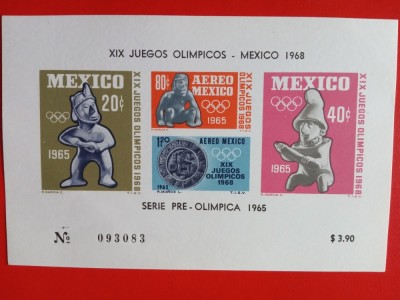 XIX JUEGOS OLIMPICOS - MEXICO 1968
MEXICO
20¢
1965
XIX JUEGOS OLIMPICOS 1968
80¢ AEREO
MEXICO
1965
XIX JUEGOS
OLIMPICOS
1968
1.20 AEREO MEXICO
XIX
JUEGOS
OLIMPICOS
1968
1965
MEXICO
40¢
1965
XIX JUEGOS OLIMPICOS 1968
SERIE PRE-OLIMPICA 1965
Nº 093083
$ 3.90